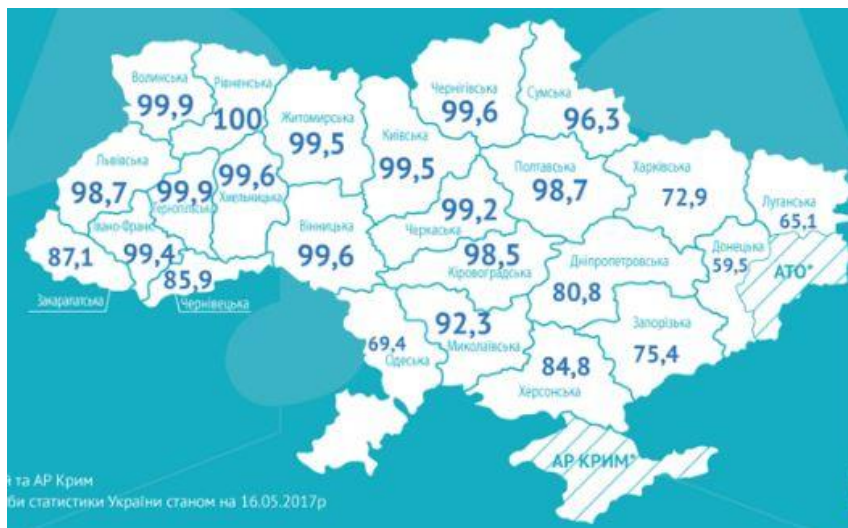 Волинська
99,9
Рівненська
100
Житомирська
99,5
Київська
99,5
Чернігівська
99,6
Сумська
96,3
Львівська
98,7
99,9
Тернопільська
99,6
Хмельницька
Вінницька
99,6
99,2
Черкаська
Полтавська
98,7
Харківська
72,9
Луганська
65,1
Івано-Франк
99,4
87,1
Закарапатська
85,9
Чернівецька
98,5
Кіровоградська
Дніпропетровська
80,8
Донецька
59,5
АТО*
69,4
Одеська
92,3
Миколаївська
84,8
Херсонська
Запорізька
75,4
АР КРИМ*
й та АР Крим
би статистики України станом на 16.05.2017р